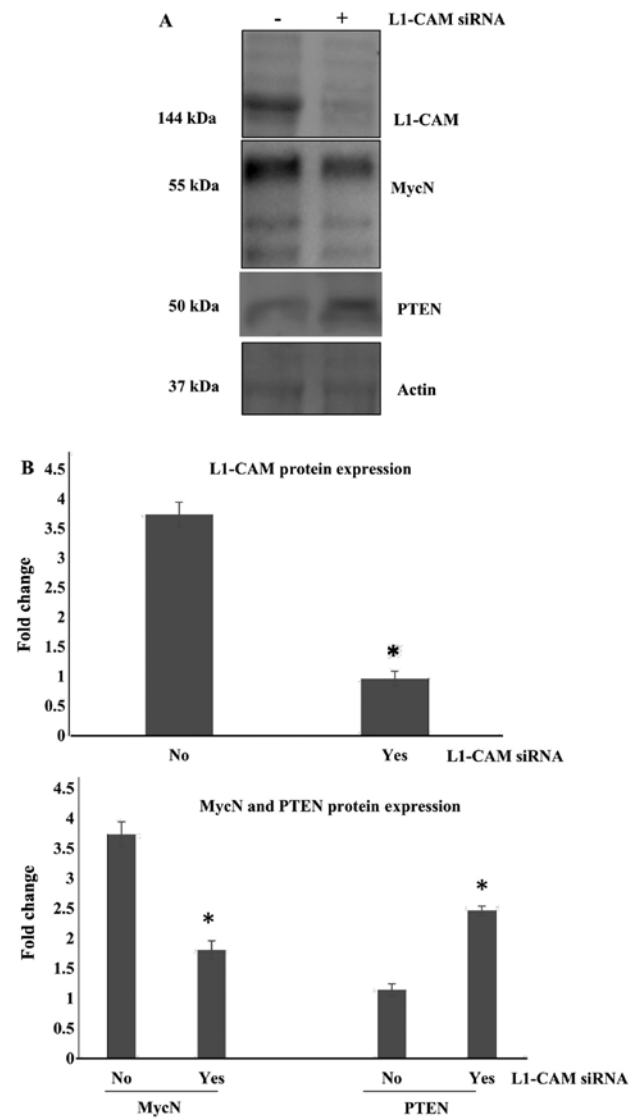 A - + L1-CAM siRNA
144 kDa L1-CAM
55 kDa MycN
50 kDa PTEN
37 kDa Actin
B L1-CAM protein expression
4.5
4
3.5
3
2.5
2
1.5
1
0.5
0
Fold change
*
No Yes L1-CAM siRNA
MycN and PTEN protein expression
4.5
4
3.5
3
2.5
2
1.5
1
0.5
0
Fold change
*
*
No Yes No Yes L1-CAM siRNA
MycN PTEN